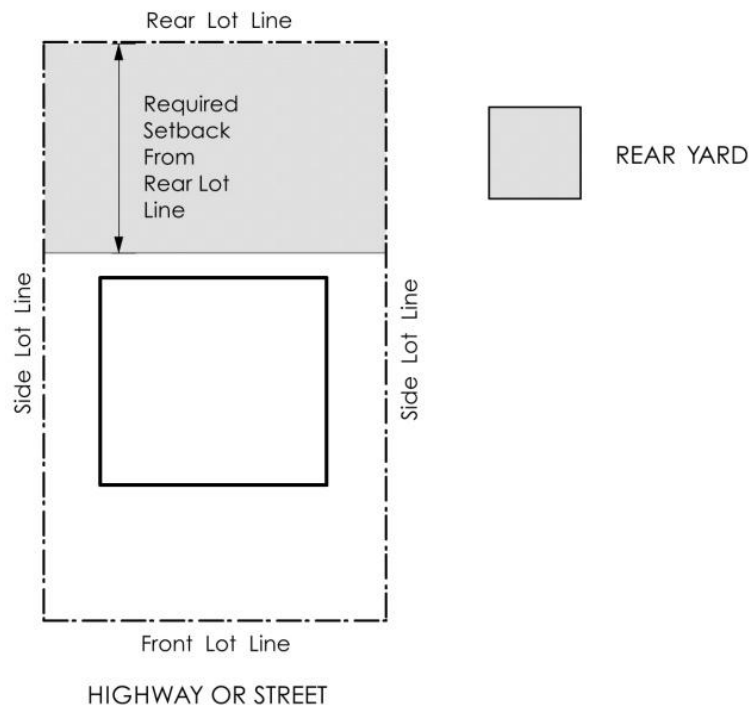 Rear Lot Line
Required
Setback
From
Rear Lot
Line
REAR YARD
Side Lot Line
Side Lot Line
Front Lot Line
HIGHWAY OR STREET